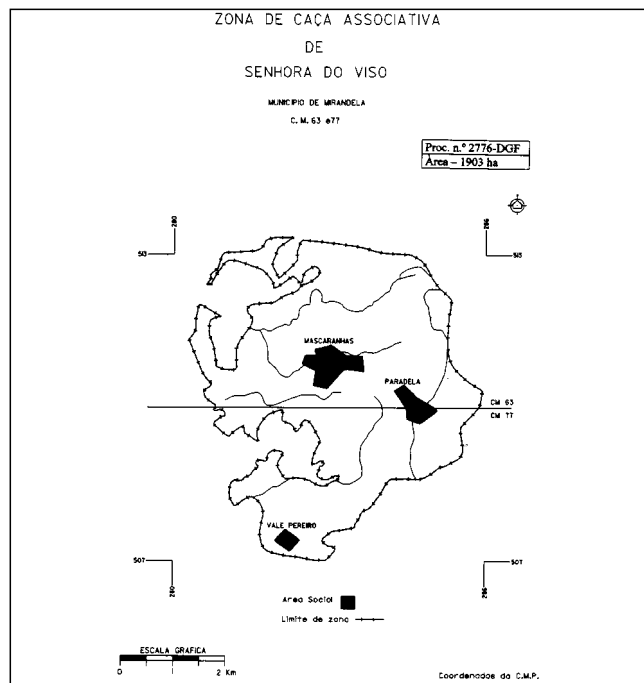 ZONA DE CAÇA ASSOCIATIVA
DE
SENHORA DO VISO
MUNICIPIO DE MIRANDELA
C. M. 63 e77
Proc. n.º 2776-DGF
Área – 1903 ha
280
286
513
513
MASCARANHAS
PARADELA
CM 63
CM 77
VALE PEREIRO
507
507
280
286
Area Social
Limite de zona
ESCALA GRAFICA
0 1 2 Km
Coordenadas da C.M.P.